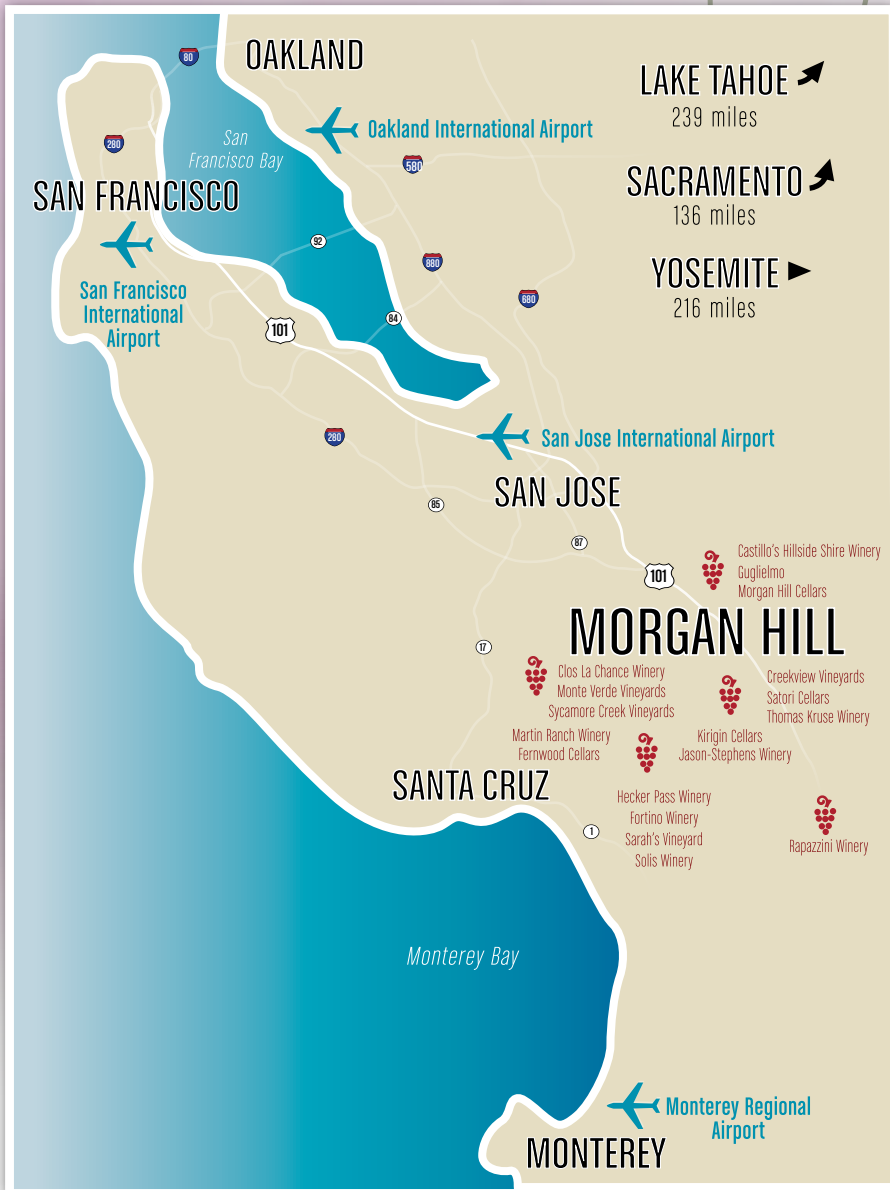 80
OAKLAND
LAKE TAHOE
239 miles
Oakland International Airport
San
Francisco Bay
280
580
SACRAMENTO
136 miles
SAN FRANCISCO
92
880
YOSEMITE
216 miles
680
San Francisco
International
Airport
101
84
280
San Jose International Airport
SAN JOSE
85
87
101
Castillo's Hillside Shire Winery
Guglielmo
Morgan Hill Cellars
MORGAN HILL
17
Clos La Chance Winery
Monte Verde Vineyards
Sycamore Creek Vineyards
Creekview Vineyards
Satori Cellars
Thomas Kruse Winery
Martin Ranch Winery
Fernwood Cellars
Kirigin Cellars
Jason-Stephens Winery
SANTA CRUZ
Hecker Pass Winery
Fortino Winery
Sarah's Vineyard
Solis Winery
1
Rapazzini Winery
Monterey Bay
Monterey Regional
Airport
MONTEREY